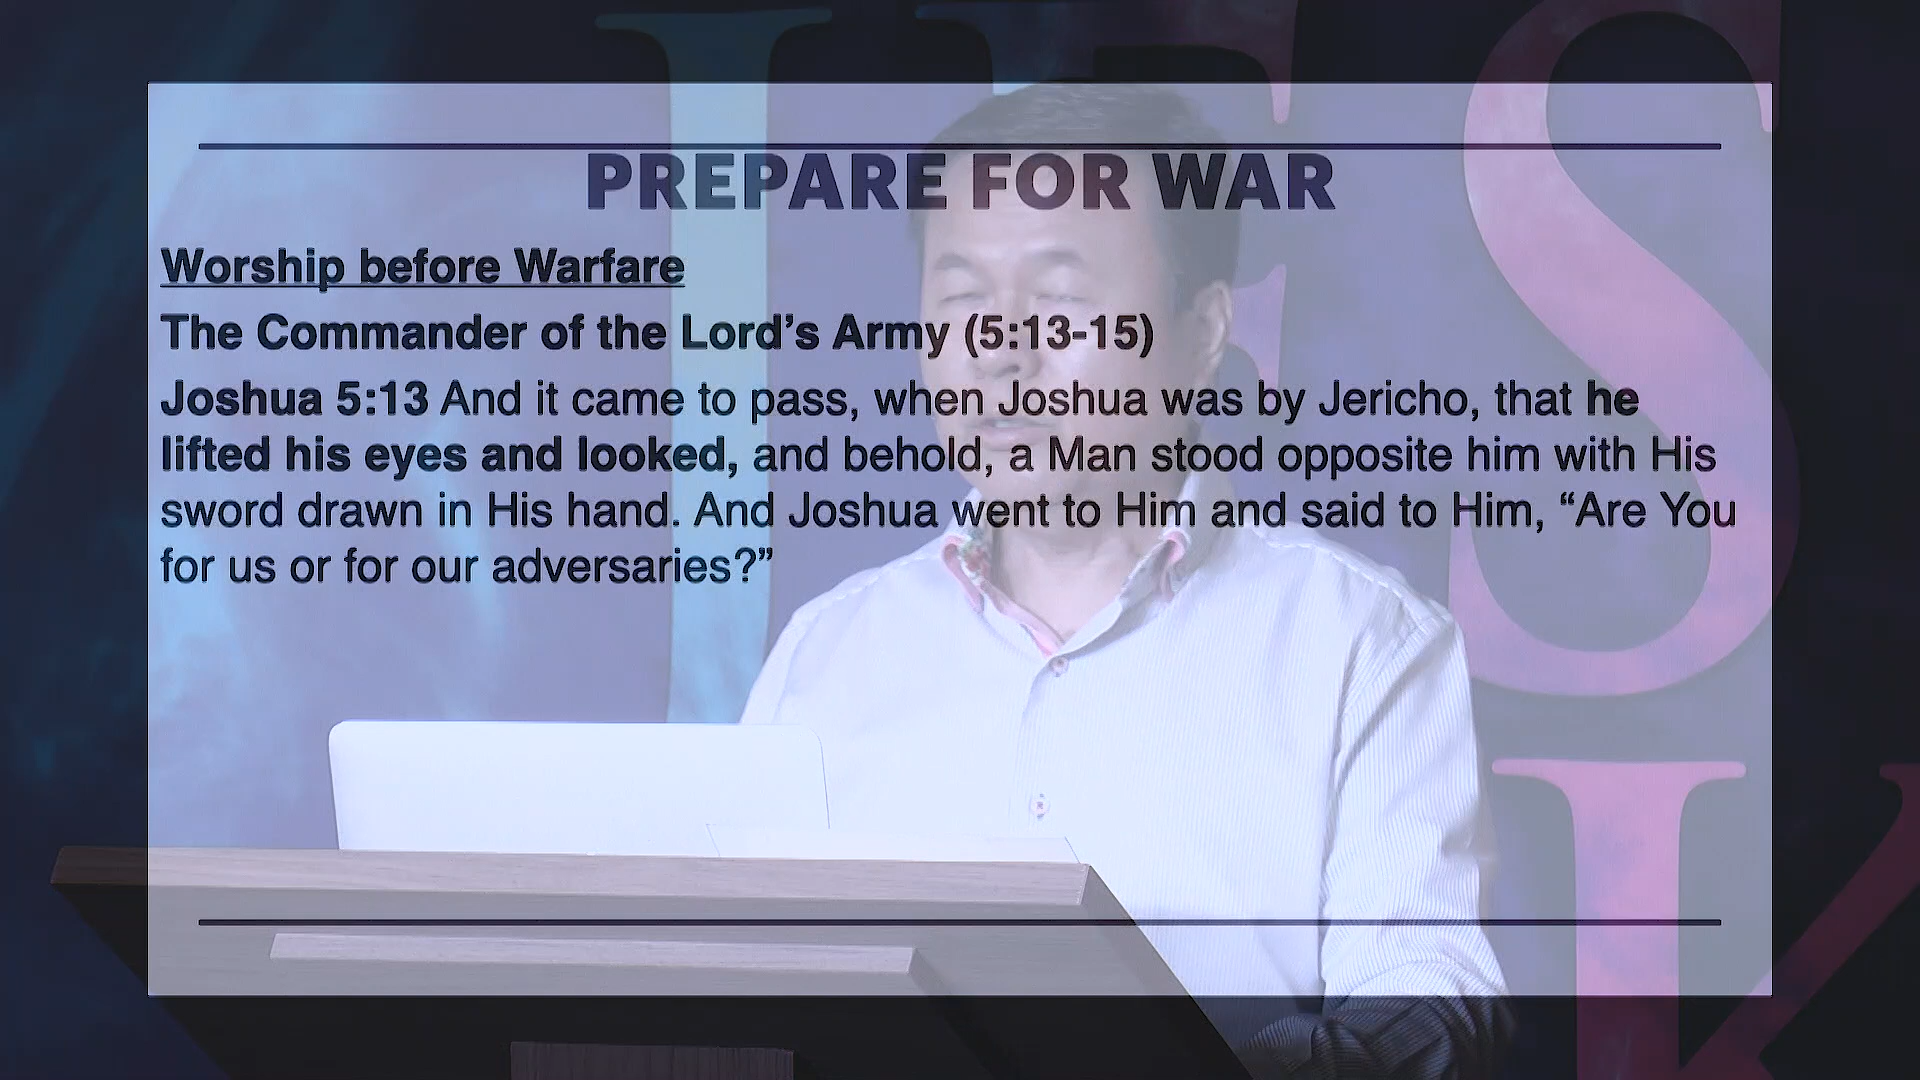 PREPARE FOR WAR
Worship before Warfare
The Commander of the Lord’s Army (5:13-15)
Joshua 5:13 And it came to pass, when Joshua was by Jericho, that he
lifted his eyes and looked, and behold, a Man stood opposite him with His
sword drawn in His hand. And Joshua went to Him and said to Him, “Are You
for us or for our adversaries?”